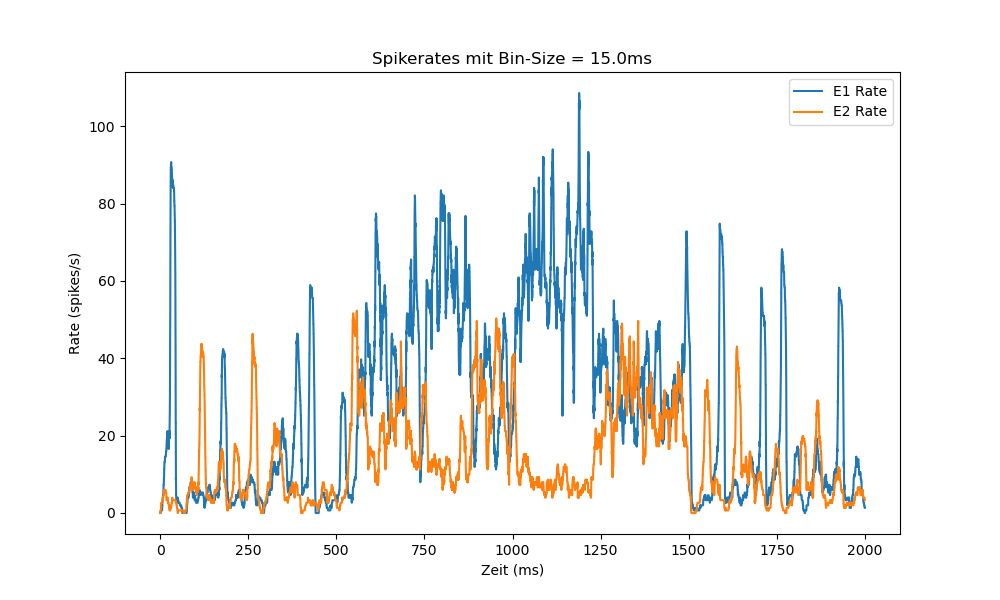 Spikerates mit Bin-Size = 15.0ms
E1 Rate
E2 Rate
Rate (spikes/s)
100
80
60
40
20
0
0 250 500 750 1000 1250 1500 1750 2000
Zeit (ms)